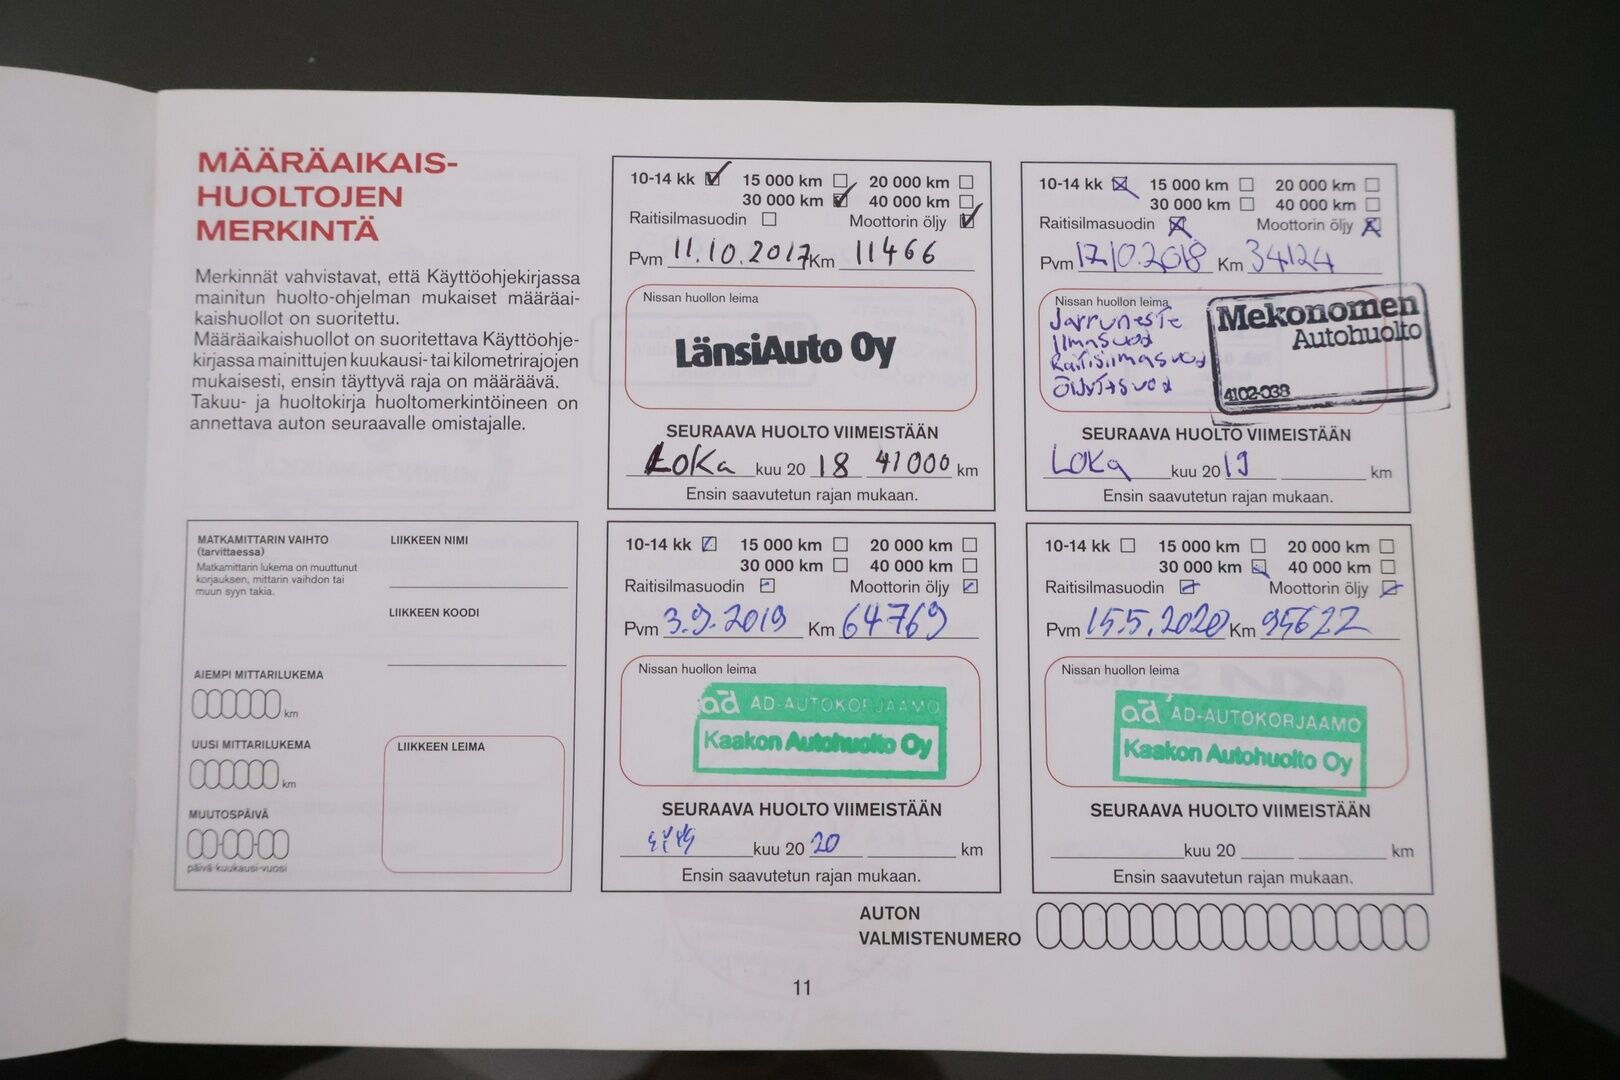 MÄÄRÄAIKAIS-
HUOLTOJEN
MERKINTÄ
Merkinnät vahvistavat, että Käyttöohjekirjassa
mainitun huolto-ohjelman mukaiset määräai-
kaishuollot on suoritettu.
Määräaikaishuollot on suoritettava Käyttöohje-
kirjassa mainittujen kuukausi- tai kilometrirajojen
mukaisesti, ensin täyttyvä raja on määräävä.
Takuu- ja huoltokirja huoltomerkintöineen on
annettava auton seuraavalle omistajalle.
MATKAMITTARIN VAIHTO
(tarvittaessa)
Matkamittarin lukema on muuttunut
korjauksen, mittarin vaihdon tai
muun syyn takia.
LIIKKEEN NIMI
LIIKKEEN KOODI
AIEMPI MITTARILUKEMA
km
UUSI MITTARILUKEMA
km
MUUTOSPÄIVÄ
päivä-kuukausi-vuosi
LIIKKEEN LEIMA
10-14 kk 15 000 km 20 000 km
30 000 km 40 000 km
Raitisilmasuodin Moottorin öljy
Pvm 11.10.2017 Km 11466
Nissan huollon leima
LänsiAuto Oy
SEURAAVA HUOLTO VIIMEISTÄÄN
LOKa kuu 20 18 41000 km
Ensin saavutetun rajan mukaan.
10-14 kk 15 000 km 20 000 km
30 000 km 40 000 km
Raitisilmasuodin Moottorin öljy
Pvm 17.10.2018 Km 34124
Nissan huollon leima
Jarruneste
Ilmasuod
Raitisilmasuod
Öljytsuod
Mekonomen
Autohuolto
4102-038
SEURAAVA HUOLTO VIIMEISTÄÄN
LOKa kuu 20 19 km
Ensin saavutetun rajan mukaan.
10-14 kk 15 000 km 20 000 km
30 000 km 40 000 km
Raitisilmasuodin Moottorin öljy
Pvm 3.9.2019 Km 64769
Nissan huollon leima
ad AD-AUTOKORJAAMO
Kaakon Autohuolto Oy
SEURAAVA HUOLTO VIIMEISTÄÄN
syys kuu 20 20 km
Ensin saavutetun rajan mukaan.
10-14 kk 15 000 km 20 000 km
30 000 km 40 000 km
Raitisilmasuodin Moottorin öljy
Pvm 15.5.2020 Km 95622
Nissan huollon leima
ad AD-AUTOKORJAAMO
Kaakon Autohuolto Oy
SEURAAVA HUOLTO VIIMEISTÄÄN
kuu 20 km
Ensin saavutetun rajan mukaan.
AUTON
VALMISTENUMERO
11